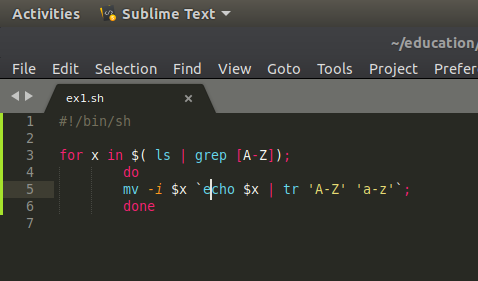 Activities Sublime Text
~/education/
File Edit Selection Find View Goto Tools Project Prefer
ex1.sh ×
1 #!/bin/sh
2
3 for x in $( ls | grep [A-Z]);
4 do
5 mv -i $x `echo $x | tr 'A-Z' 'a-z'`;
6 done
7